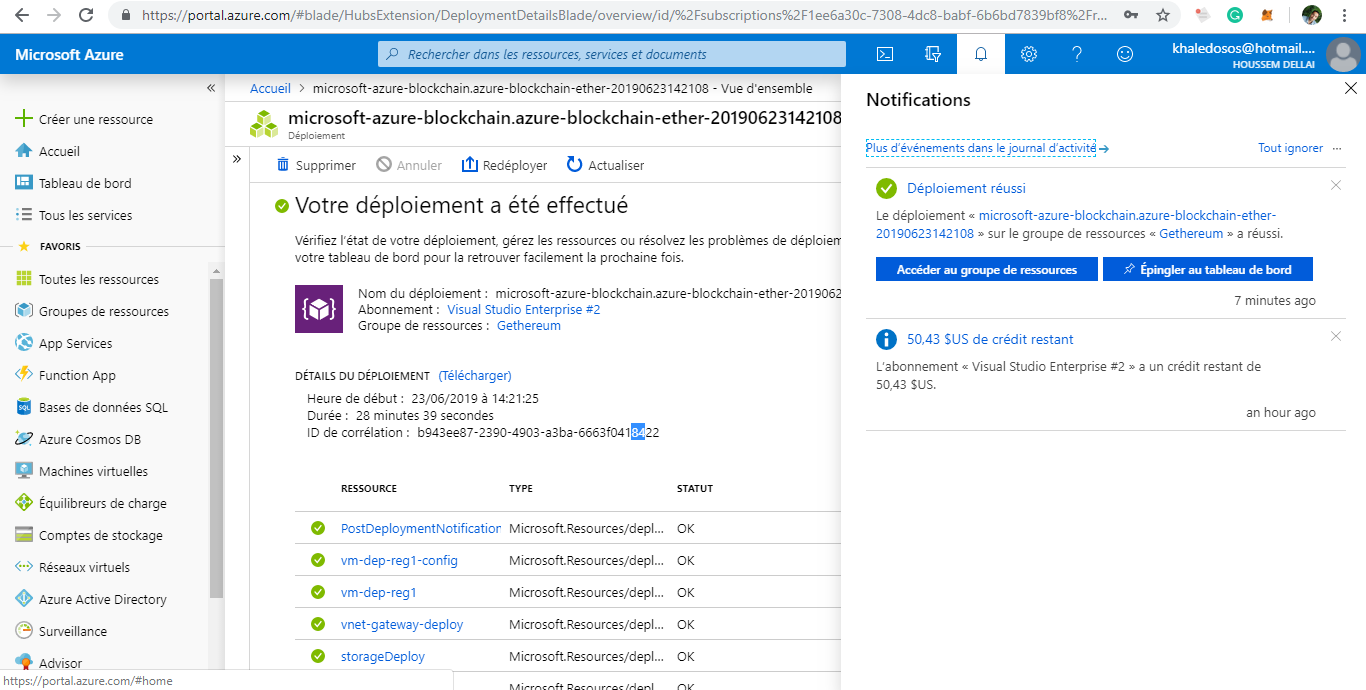 https://portal.azure.com/#blade/HubsExtension/DeploymentDetailsBlade/overview/id/%2Fsubscriptions%2F1ee6a30c-7308-4dc8-babf-6b6bd7839bf8%2Fr...
Microsoft Azure
Rechercher dans les ressources, services et documents
khaledosos@hotmail....
HOUSSEM DELLAI
Créer une ressource
Accueil
Tableau de bord
Tous les services
FAVORIS
Toutes les ressources
Groupes de ressources
App Services
Function App
Bases de données SQL
Azure Cosmos DB
Machines virtuelles
Équilibreurs de charge
Comptes de stockage
Réseaux virtuels
Azure Active Directory
Surveillance
Advisor
https://portal.azure.com/#home
Accueil > microsoft-azure-blockchain.azure-blockchain-ether-20190623142108 - Vue d'ensemble
microsoft-azure-blockchain.azure-blockchain-ether-20190623142108
Déploiement
Supprimer Annuler Redéployer Actualiser
Votre déploiement a été effectué
Vérifiez l'état de votre déploiement, gérez les ressources ou résolvez les problèmes de déploiem
votre tableau de bord pour la retrouver facilement la prochaine fois.
Nom du déploiement : microsoft-azure-blockchain.azure-blockchain-ether-2019062
Abonnement : Visual Studio Enterprise #2
Groupe de ressources : Gethereum
DÉTAILS DU DÉPLOIEMENT (Télécharger)
Heure de début : 23/06/2019 à 14:21:25
Durée : 28 minutes 39 secondes
ID de corrélation : b943ee87-2390-4903-a3ba-6663f0418422
RESSOURCE TYPE STATUT
PostDeploymentNotification Microsoft.Resources/depl... OK
vm-dep-reg1-config Microsoft.Resources/depl... OK
vm-dep-reg1 Microsoft.Resources/depl... OK
vnet-gateway-deploy Microsoft.Resources/depl... OK
storageDeploy Microsoft.Resources/depl... OK
Microsoft.Resources/depl... OK
Notifications
Plus d'événements dans le journal d'activité → Tout ignorer ...
Déploiement réussi
Le déploiement « microsoft-azure-blockchain.azure-blockchain-ether-
20190623142108 » sur le groupe de ressources « Gethereum » a réussi.
Accéder au groupe de ressources Épingler au tableau de bord
7 minutes ago
50,43 $US de crédit restant
L'abonnement « Visual Studio Enterprise #2 » a un crédit restant de
50,43 $US.
an hour ago